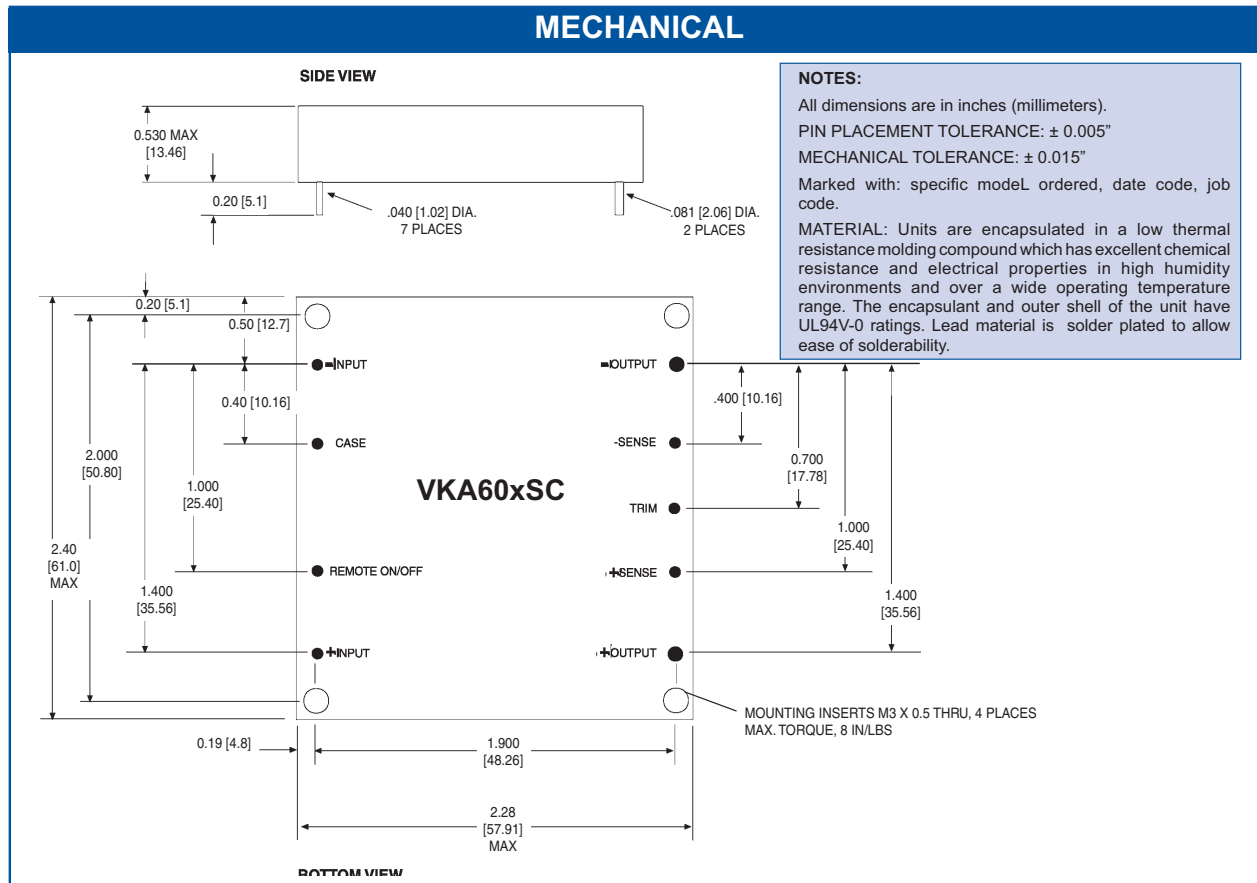 MECHANICAL
SIDE VIEW
0.530 MAX
[13.46]
0.20 [5.1]
.040 [1.02] DIA.
7 PLACES
.081 [2.06] DIA.
2 PLACES
NOTES:
All dimensions are in inches (millimeters).
PIN PLACEMENT TOLERANCE: ± 0.005”
MECHANICAL TOLERANCE: ± 0.015”
Marked with: specific modeL ordered, date code, job
code.
MATERIAL: Units are encapsulated in a low thermal
resistance molding compound which has excellent chemical
resistance and electrical properties in high humidity
environments and over a wide operating temperature
range. The encapsulant and outer shell of the unit have
UL94V-0 ratings. Lead material is solder plated to allow
ease of solderability.
0.20 [5.1]
0.50 [12.7]
-INPUT
-OUTPUT
0.40 [10.16]
.400 [10.16]
CASE
-SENSE
2.000
[50.80]
0.700
[17.78]
1.000
[25.40]
VKA60xSC
TRIM
1.000
[25.40]
2.40
[61.0]
MAX
REMOTE ON/OFF
+SENSE
1.400
[35.56]
1.400
[35.56]
+INPUT
+OUTPUT
MOUNTING INSERTS M3 X 0.5 THRU, 4 PLACES
MAX. TORQUE, 8 IN/LBS
0.19 [4.8]
1.900
[48.26]
2.28
[57.91]
MAX
BOTTOM VIEW